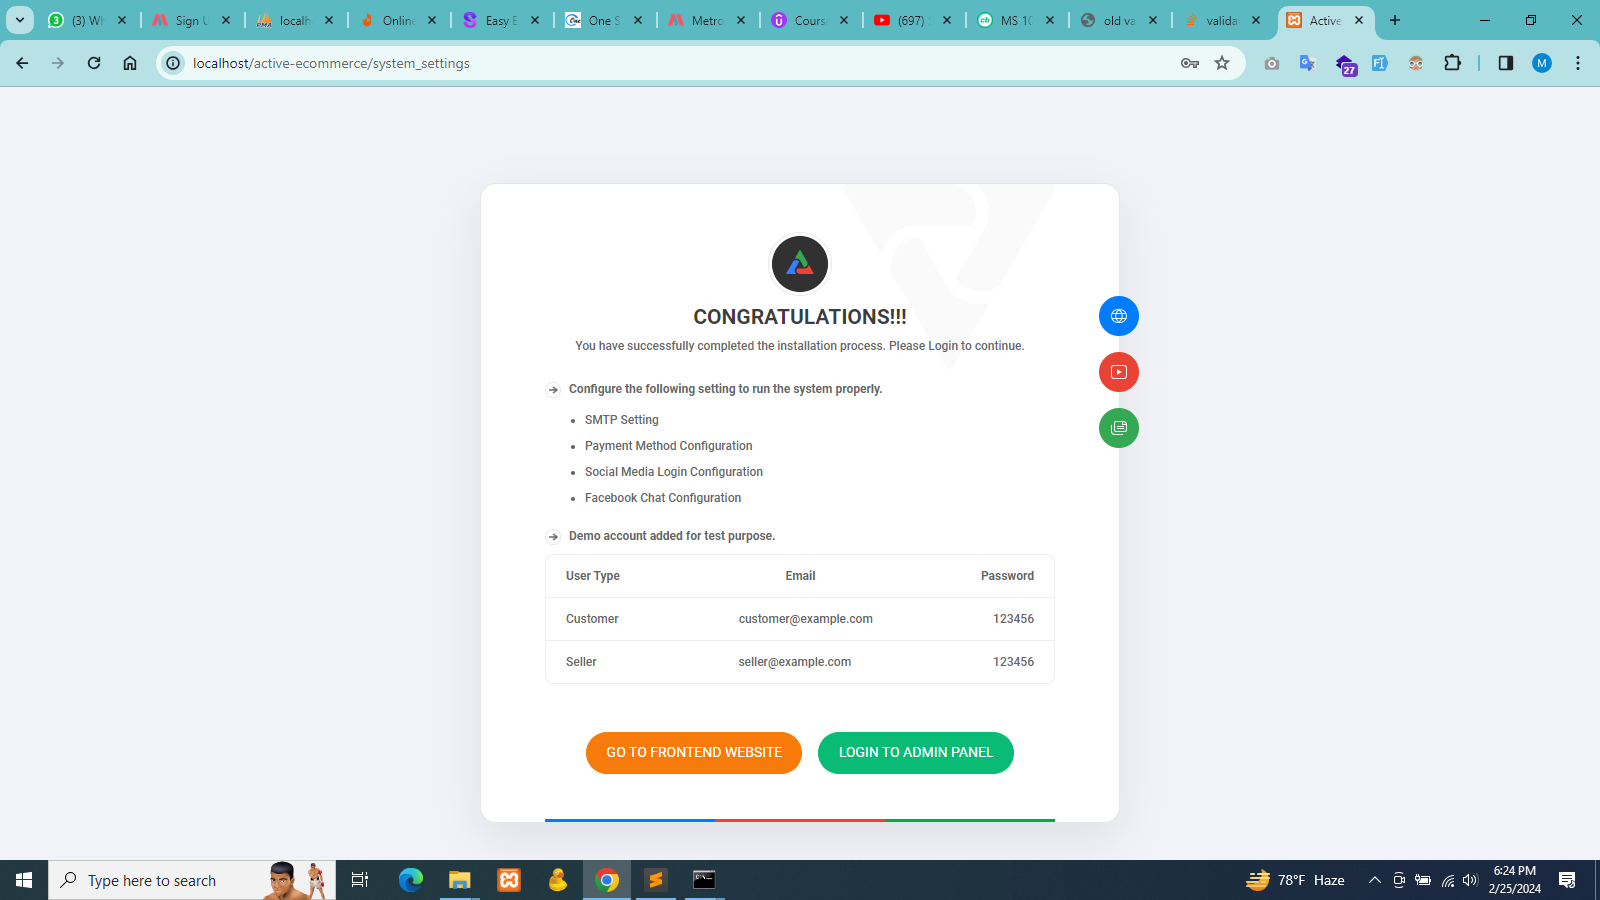 (3) Wh
Sign U
localh
Online
Easy E
One S
Metro
Cours
(697)
MS 10
old va
valida
Active
localhost/active-ecommerce/system_settings
27
M
CONGRATULATIONS!!!
You have successfully completed the installation process. Please Login to continue.
Configure the following setting to run the system properly.
SMTP Setting
Payment Method Configuration
Social Media Login Configuration
Facebook Chat Configuration
Demo account added for test purpose.
User Type Email Password
Customer customer@example.com 123456
Seller seller@example.com 123456
GO TO FRONTEND WEBSITE LOGIN TO ADMIN PANEL
Type here to search
78°F Haze
6:24 PM
2/25/2024